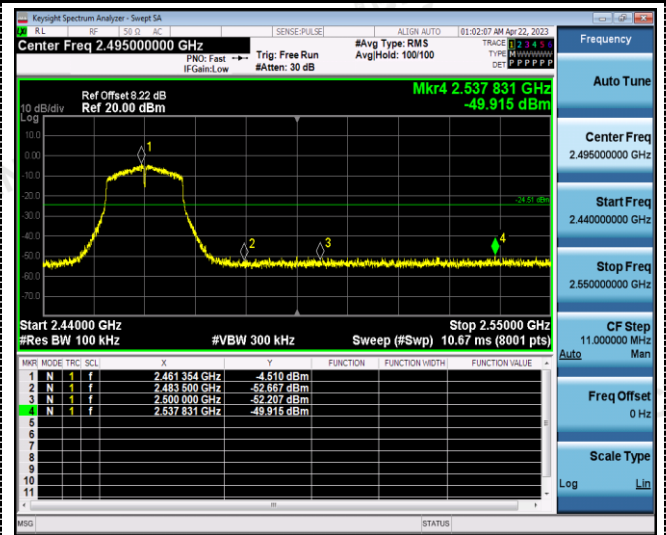 Keysight Spectrum Analyzer - Swept SA
RL RF 50 Ω AC SENSE:PULSE ALIGN AUTO 01:02:07 AM Apr 22, 2023
Center Freq 2.495000000 GHz
#Avg Type: RMS
TRACE 1 2 3 4 5 6
PNO: Fast
Trig: Free Run
Avg|Hold: 100/100
TYPE M WWWWW
IFGain:Low
#Atten: 30 dB
DET P P P P P P
Ref Offset 8.22 dB
Mkr4 2.537 831 GHz
10 dB/div
Ref 20.00 dBm
-49.915 dBm
Log
10.0
0.00
-10.0
-20.0
-30.0
-40.0
-50.0
-60.0
-70.0
1
2
3
4
-24.51 dBm
Start 2.44000 GHz
Stop 2.55000 GHz
#Res BW 100 kHz
#VBW 300 kHz
Sweep (#Swp) 10.67 ms (8001 pts)
MKR MODE TRC SCL X Y FUNCTION FUNCTION WIDTH FUNCTION VALUE
1 N 1 f 2.461 354 GHz -4.510 dBm
2 N 1 f 2.483 500 GHz -52.667 dBm
3 N 1 f 2.500 000 GHz -52.207 dBm
4 N 1 f 2.537 831 GHz -49.915 dBm
5
6
7
8
9
10
11
MSG
STATUS
Frequency
Auto Tune
Center Freq
2.495000000 GHz
Start Freq
2.440000000 GHz
Stop Freq
2.550000000 GHz
CF Step
11.000000 MHz
Auto Man
Freq Offset
0 Hz
Scale Type
Log Lin